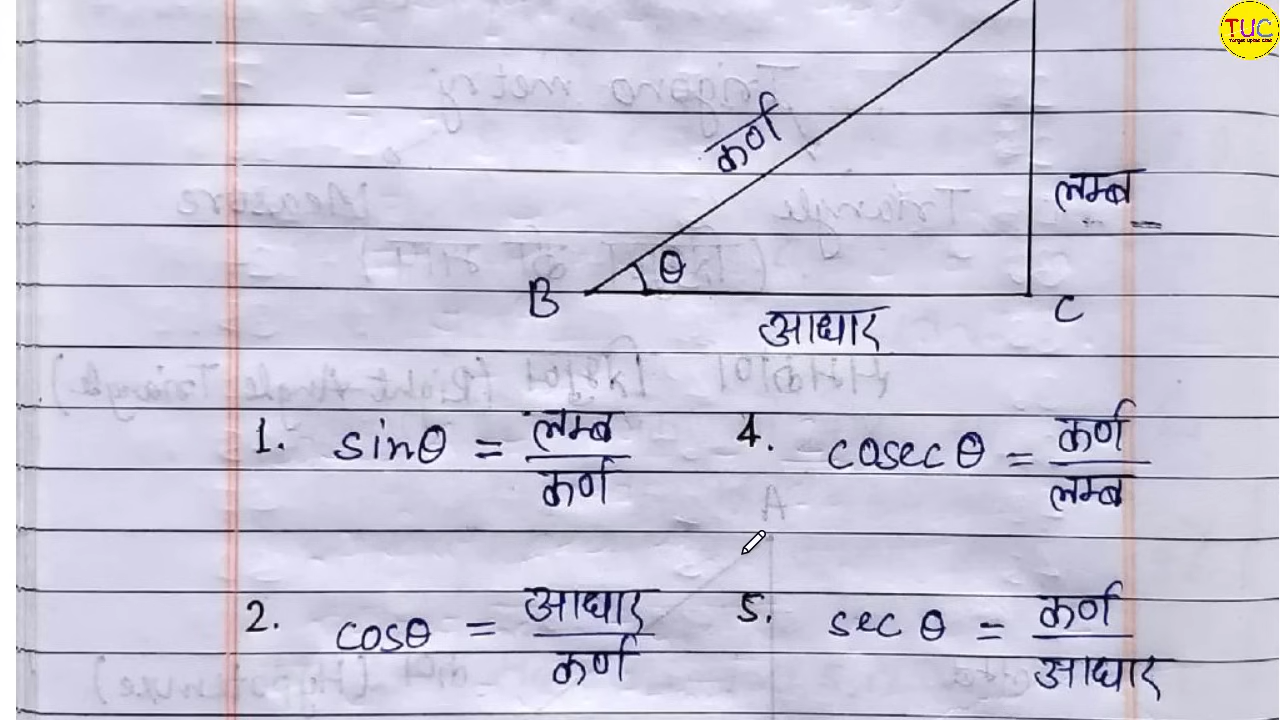 TUC
कर्ण
लम्ब
θ
B
C
आधार
1. sinθ = लम्ब / कर्ण
4. cosec θ = कर्ण / लम्ब
2. cosθ = आधार / कर्ण
5. sec θ = कर्ण / आधार